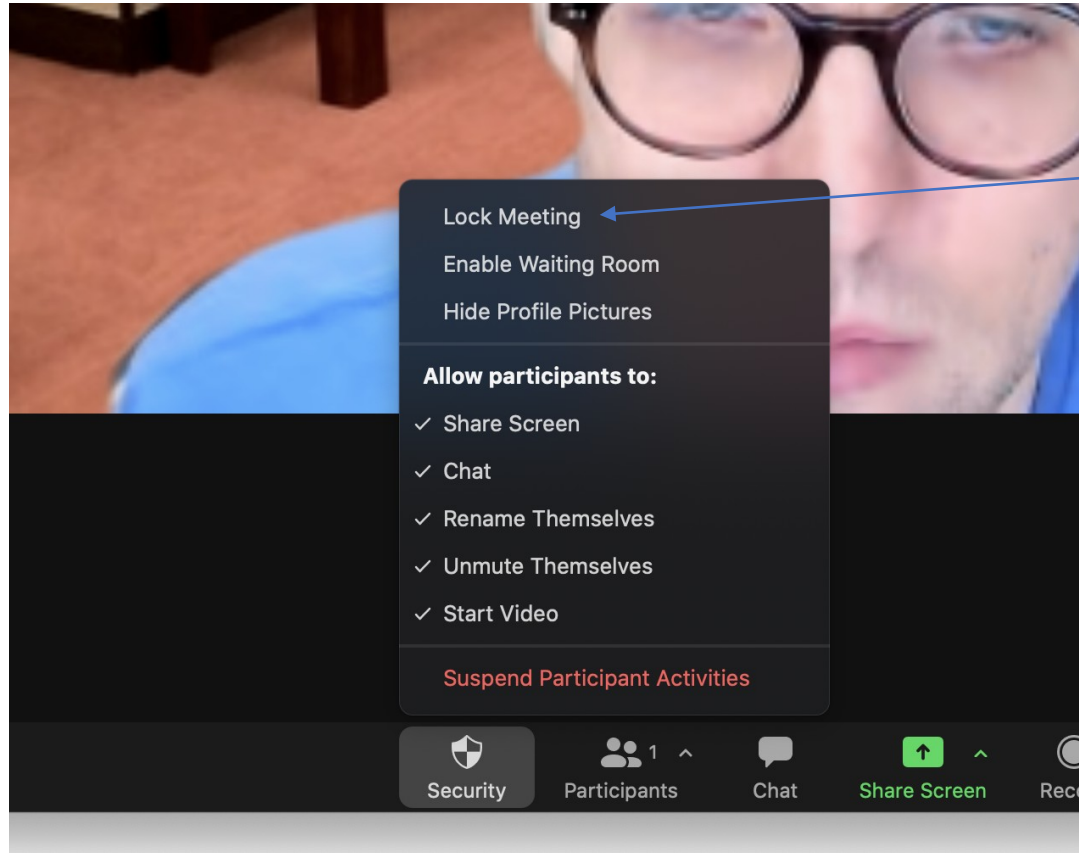 Lock Meeting
Enable Waiting Room
Hide Profile Pictures
Allow participants to:
Share Screen
Chat
Rename Themselves
Unmute Themselves
Start Video
Suspend Participant Activities
1
Security Participants Chat Share Screen